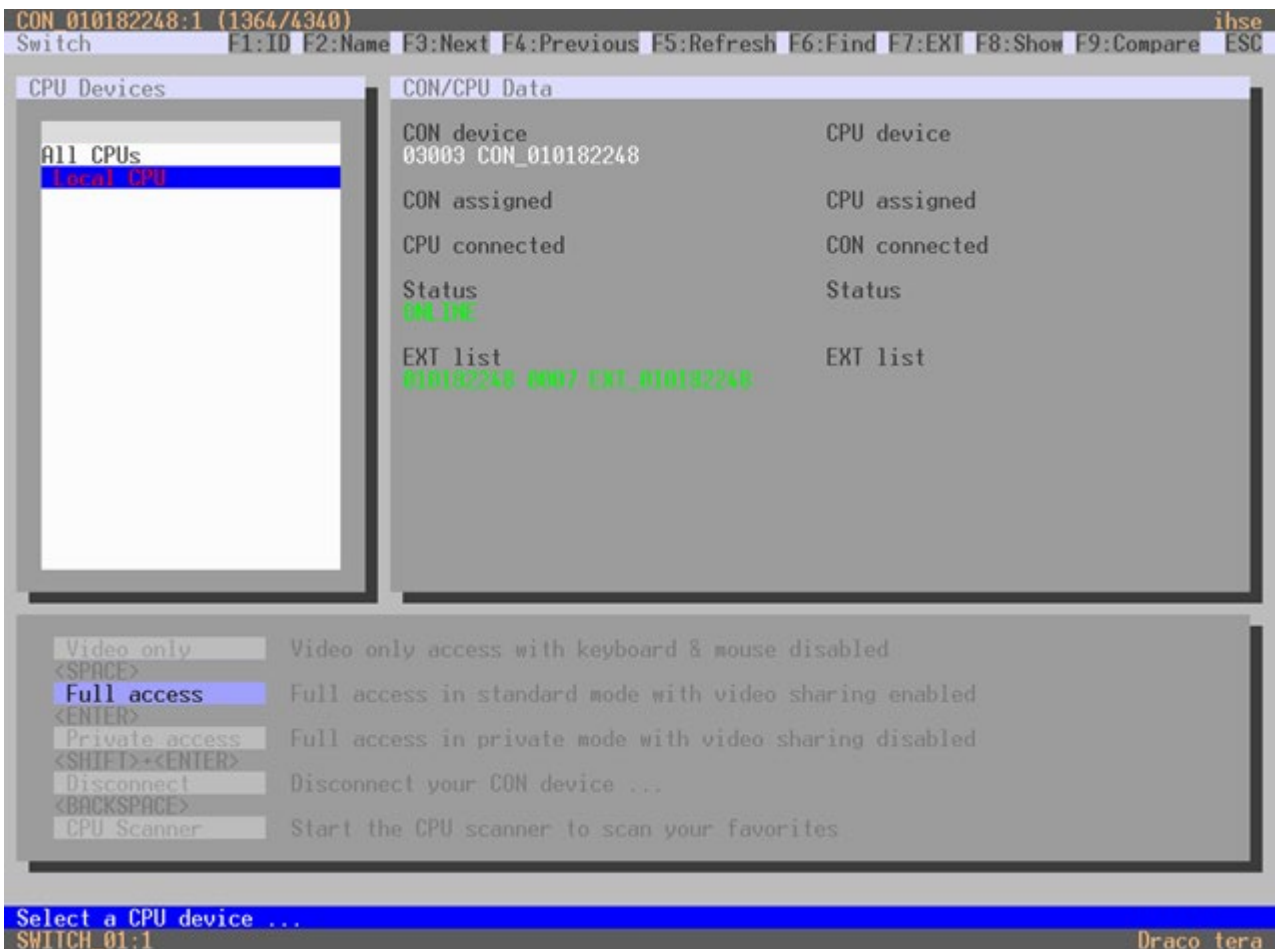 CON_010182248:1 (1364/4340) ihse
Switch F1:ID F2:Name F3:Next F4:Previous F5:Refresh F6:Find F7:EXT F8:Show F9:Compare ESC
CPU Devices
All CPUs
Local CPU
CON/CPU Data
CON device CPU device
03003 CON_010182248
CON assigned CPU assigned
CPU connected CON connected
Status Status
ONLINE
EXT list EXT list
010182248 0007 EXT_010182248
Video only Video only access with keyboard & mouse disabled
<SPACE>
Full access Full access in standard mode with video sharing enabled
<ENTER>
Private access Full access in private mode with video sharing disabled
<SHIFT>+<ENTER>
Disconnect Disconnect your CON device ...
<BACKSPACE>
CPU Scanner Start the CPU scanner to scan your favorites
Select a CPU device ...
SWITCH_01:1 Draco tera